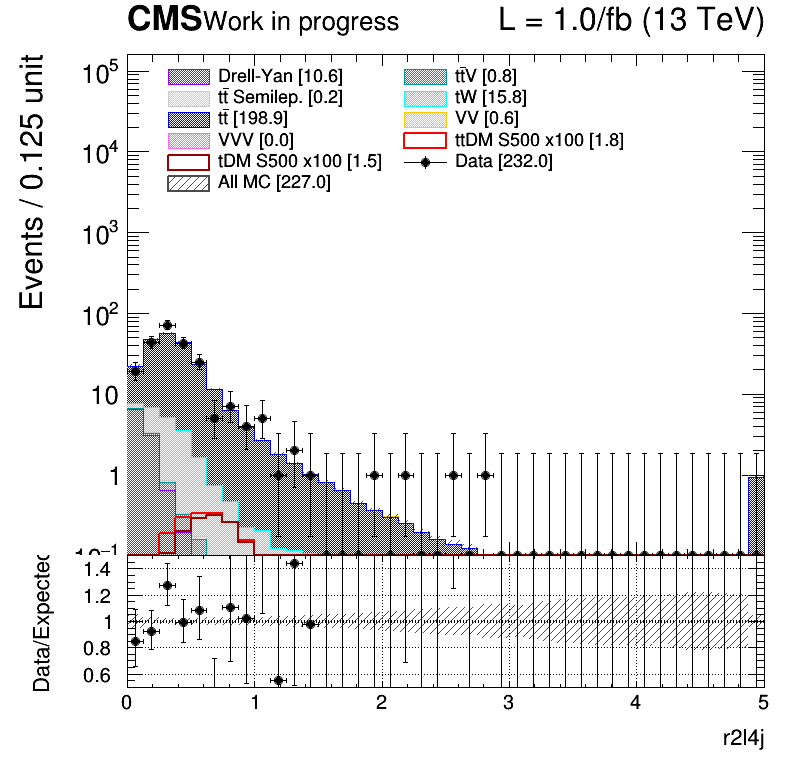 CMS Work in progress L = 1.0/fb (13 TeV)
Events / 0.125 unit
10⁵
10⁴
10³
10²
10
1
10⁻¹
Drell-Yan [10.6] tt̄V [0.8]
tt̄ Semilep. [0.2] tW [15.8]
tt̄ [198.9] VV [0.6]
VVV [0.0] ttDM S500 x100 [1.8]
tDM S500 x100 [1.5] Data [232.0]
All MC [227.0]
Data/Expected
1.4
1.2
1
0.8
0.6
0 1 2 3 4 5
r2l4j